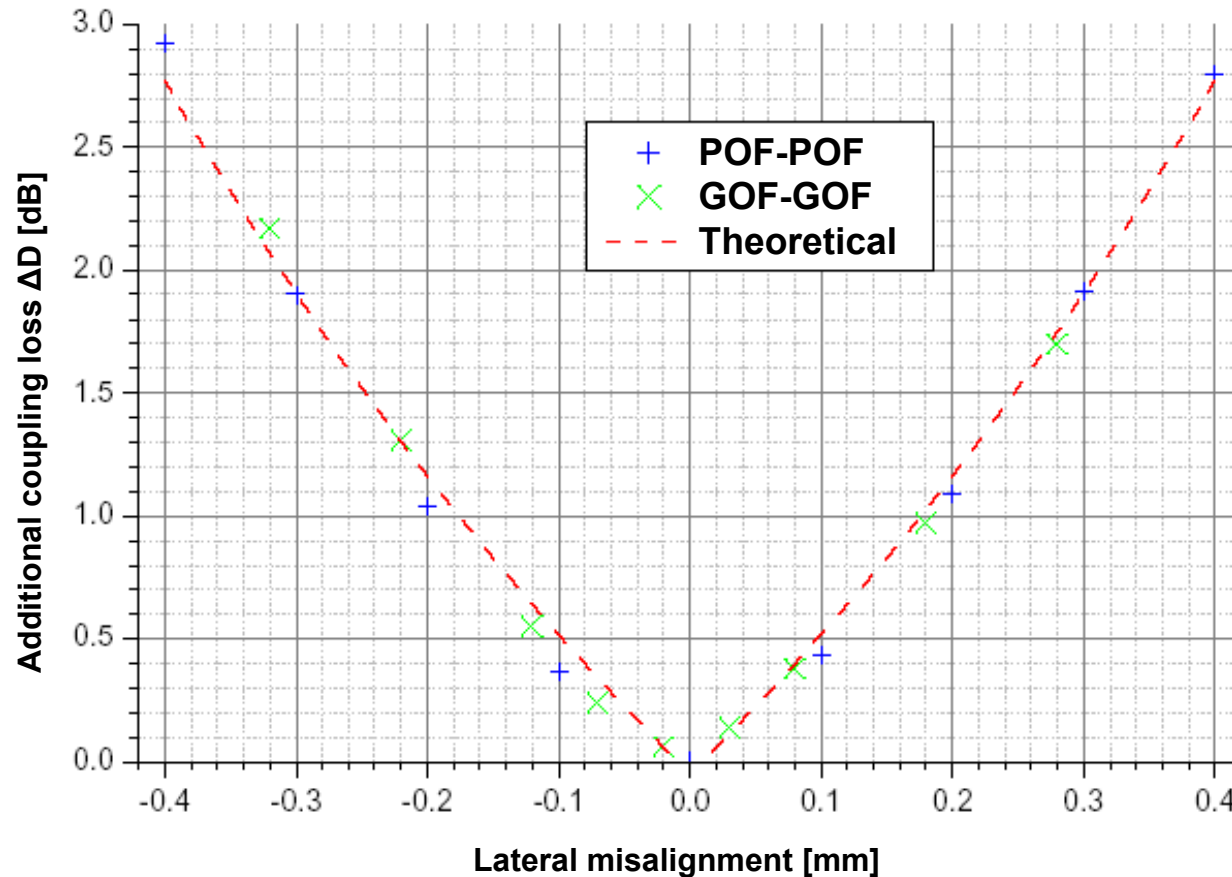 3.0
2.5
2.0
1.5
1.0
0.5
0.0
Additional coupling loss ΔD [dB]
POF-POF
GOF-GOF
Theoretical
-0.4 -0.3 -0.2 -0.1 0.0 0.1 0.2 0.3 0.4
Lateral misalignment [mm]